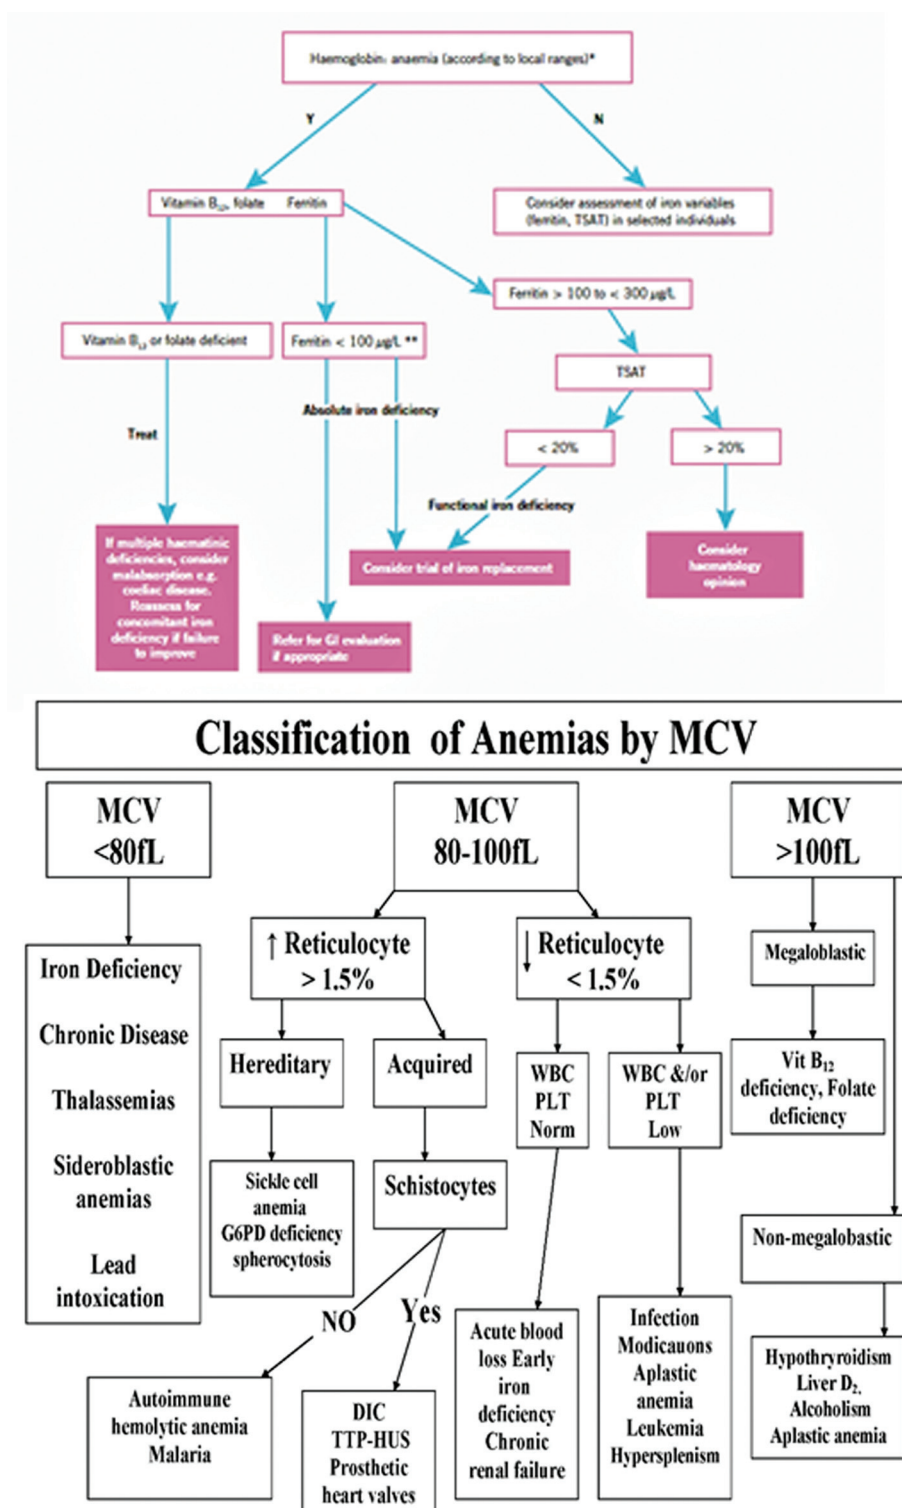 Haemoglobin: anaemia (according to local ranges)*
Y
N
Vitamin B₁₂, folate Ferritin
Consider assessment of iron variables
(ferritin, TSAT) in selected individuals
Ferritin > 100 to < 300 µg/L
Vitamin B₁₂ or folate deficient
Ferritin < 100 µg/L **
TSAT
Absolute iron deficiency
Treat
< 20%
> 20%
Functional iron deficiency
If multiple haematinic
deficiencies, consider
malabsorption e.g.
coeliac disease.
Reassess for
concomitant iron
deficiency if failure
to improve
Consider trial of iron replacement
Consider
haematology
opinion
Refer for GI evaluation
if appropriate
Classification of Anemias by MCV
MCV
<80fL
MCV
80-100fL
MCV
>100fL
Iron Deficiency
Chronic Disease
Thalassemias
Sideroblastic
anemias
Lead
intoxication
↑ Reticulocyte
> 1.5%
↓ Reticulocyte
< 1.5%
Megaloblastic
Hereditary
Acquired
WBC
PLT
Norm
WBC &/or
PLT
Low
Vit B₁₂
deficiency, Folate
deficiency
Sickle cell
anemia
G6PD deficiency
spherocytosis
Schistocytes
Non-megalobastic
NO
Yes
Autoimmune
hemolytic anemia
Malaria
DIC
TTP-HUS
Prosthetic
heart valves
Acute blood
loss Early
iron
deficiency
Chronic
renal failure
Infection
Modicauons
Aplastic
anemia
Leukemia
Hypersplenism
Hypothryroidism
Liver D₂,
Alcoholism
Aplastic anemia